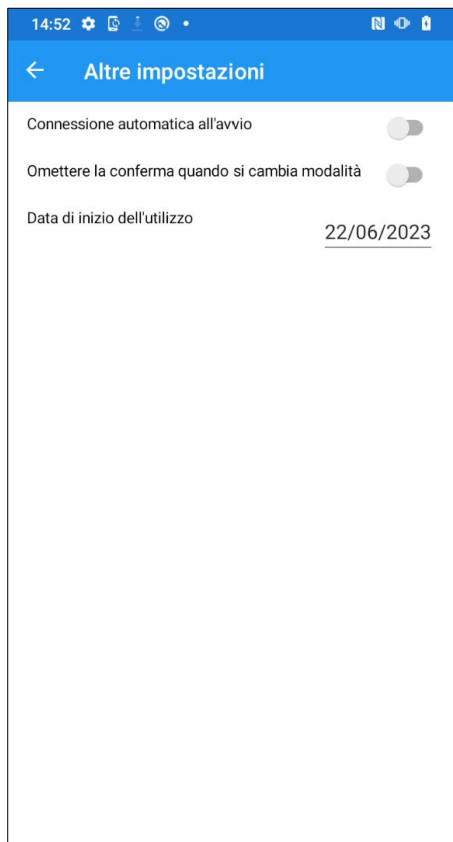 14:52
Altre impostazioni
Connessione automatica all'avvio
Omettere la conferma quando si cambia modalità
Data di inizio dell'utilizzo
22/06/2023